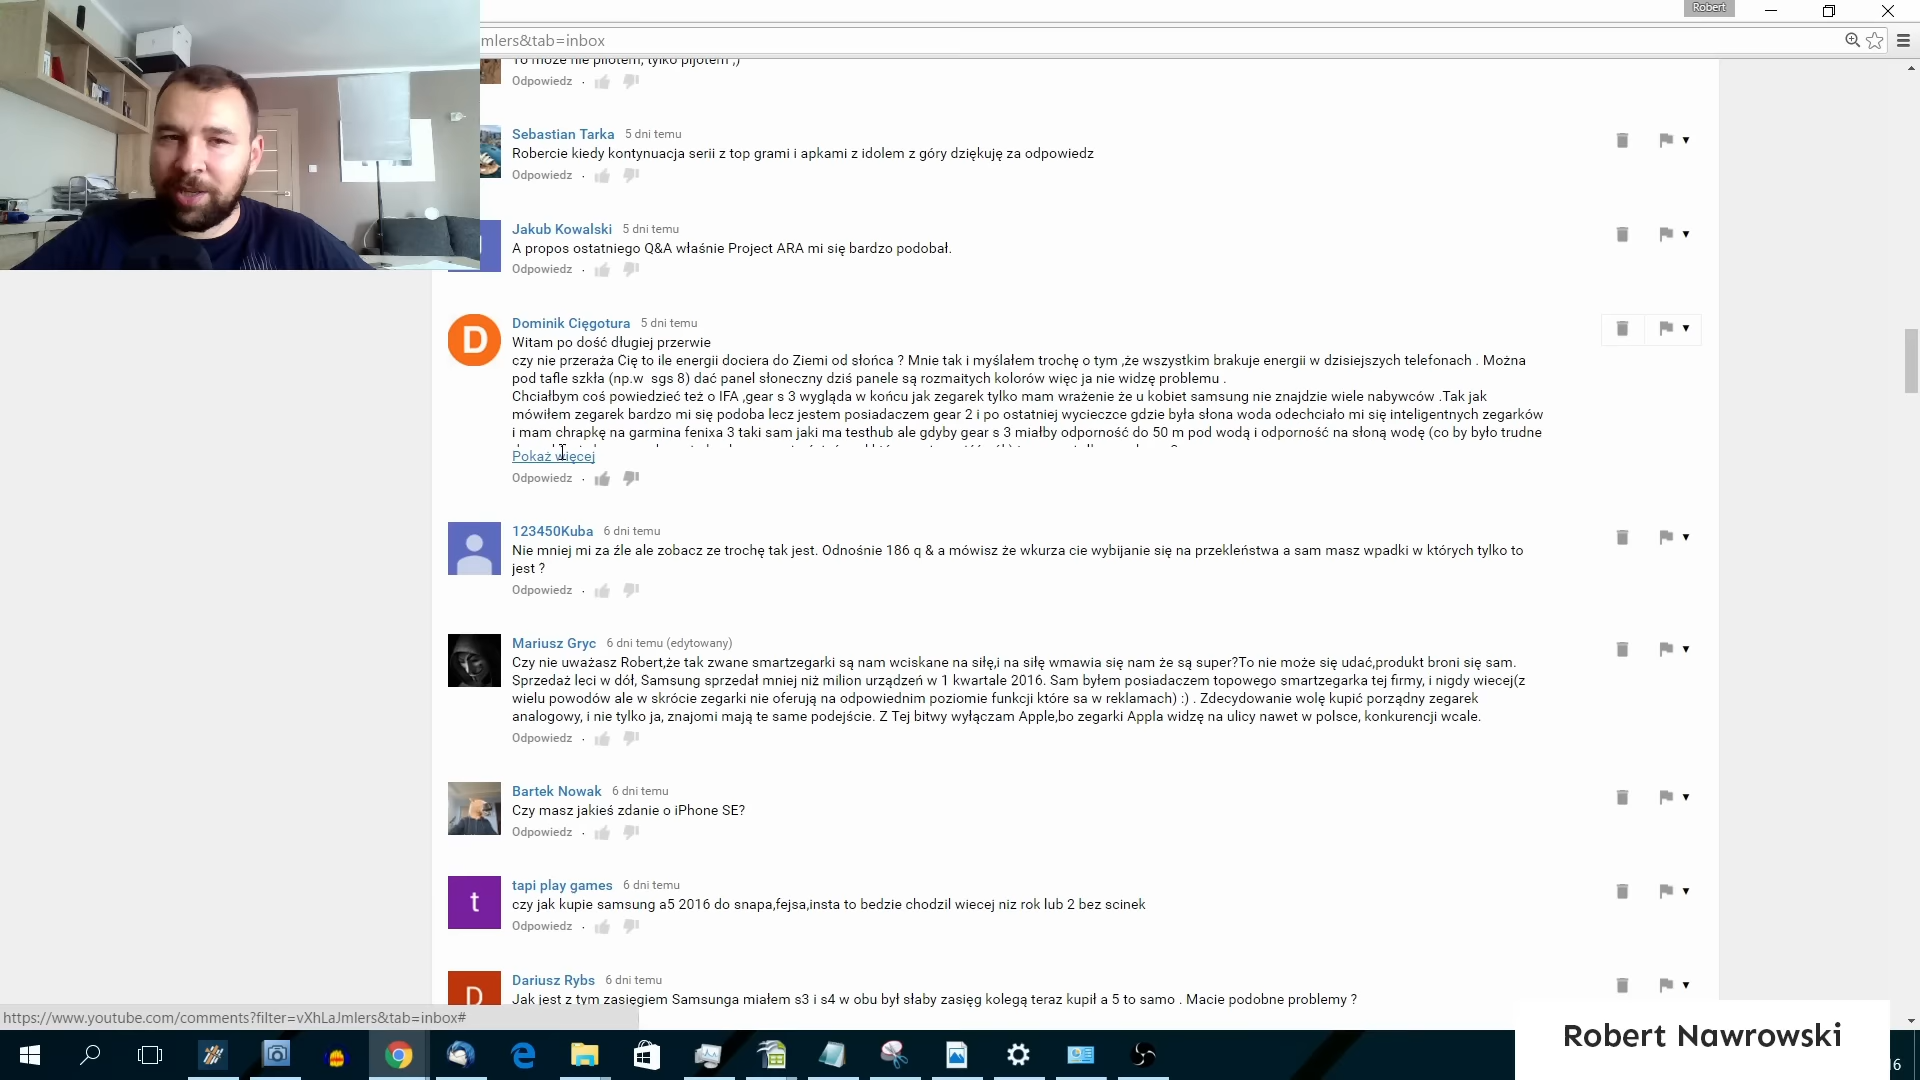 Robert
mlers&tab=inbox
To może nie pilotem, tylko pijotem ;)
Odpowiedz
Sebastian Tarka 5 dni temu
Robercie kiedy kontynuacja serii z top grami i apkami z idolem z góry dziękuję za odpowiedz
Odpowiedz
Jakub Kowalski 5 dni temu
A propos ostatniego Q&A właśnie Project ARA mi się bardzo podobał.
Odpowiedz
D
Dominik Cięgotura 5 dni temu
Witam po dość długiej przerwie
czy nie przeraża Cię to ile energii dociera do Ziemi od słońca ? Mnie tak i myślałem trochę o tym ,że wszystkim brakuje energii w dzisiejszych telefonach . Można
pod tafle szkła (np.w sgs 8) dać panel słoneczny dziś panele są rozmaitych kolorów więc ja nie widzę problemu .
Chciałbym coś powiedzieć też o IFA ,gear s 3 wygląda w końcu jak zegarek tylko mam wrażenie że u kobiet samsung nie znajdzie wiele nabywców .Tak jak
mówiłem zegarek bardzo mi się podoba lecz jestem posiadaczem gear 2 i po ostatniej wycieczce gdzie była słona woda odechciało mi się inteligentnych zegarków
i mam chrapkę na garmina fenixa 3 taki sam jaki ma testhub ale gdyby gear s 3 miałby odporność do 50 m pod wodą i odporność na słoną wodę (co by było trudne
Pokaż więcej
Odpowiedz
123450Kuba 6 dni temu
Nie mniej mi za źle ale zobacz ze trochę tak jest. Odnośnie 186 q & a mówisz że wkurza cie wybijanie się na przekleństwa a sam masz wpadki w których tylko to
jest ?
Odpowiedz
Mariusz Gryc 6 dni temu (edytowany)
Czy nie uważasz Robert,że tak zwane smartzegarki są nam wciskane na siłę,i na siłę wmawia się nam że są super?To nie może się udać,produkt broni się sam.
Sprzedaż leci w dół, Samsung sprzedał mniej niż milion urządzeń w 1 kwartale 2016. Sam byłem posiadaczem topowego smartzegarka tej firmy, i nigdy wiecej(z
wielu powodów ale w skrócie zegarki nie oferują na odpowiednim poziomie funkcji które sa w reklamach) :) . Zdecydowanie wolę kupić porządny zegarek
analogowy, i nie tylko ja, znajomi mają te same podejście. Z Tej bitwy wyłączam Apple,bo zegarki Appla widzę na ulicy nawet w polsce, konkurencji wcale.
Odpowiedz
Bartek Nowak 6 dni temu
Czy masz jakieś zdanie o iPhone SE?
Odpowiedz
t
tapi play games 6 dni temu
czy jak kupie samsung a5 2016 do snapa,fejsa,insta to bedzie chodzil wiecej niz rok lub 2 bez scinek
Odpowiedz
D
Dariusz Rybs 6 dni temu
Jak jest z tym zasięgiem Samsunga miałem s3 i s4 w obu był słaby zasięg kolegą teraz kupił a 5 to samo . Macie podobne problemy ?
https://www.youtube.com/comments?filter=vXhLaJmlers&tab=inbox#
Robert Nawrowski
16